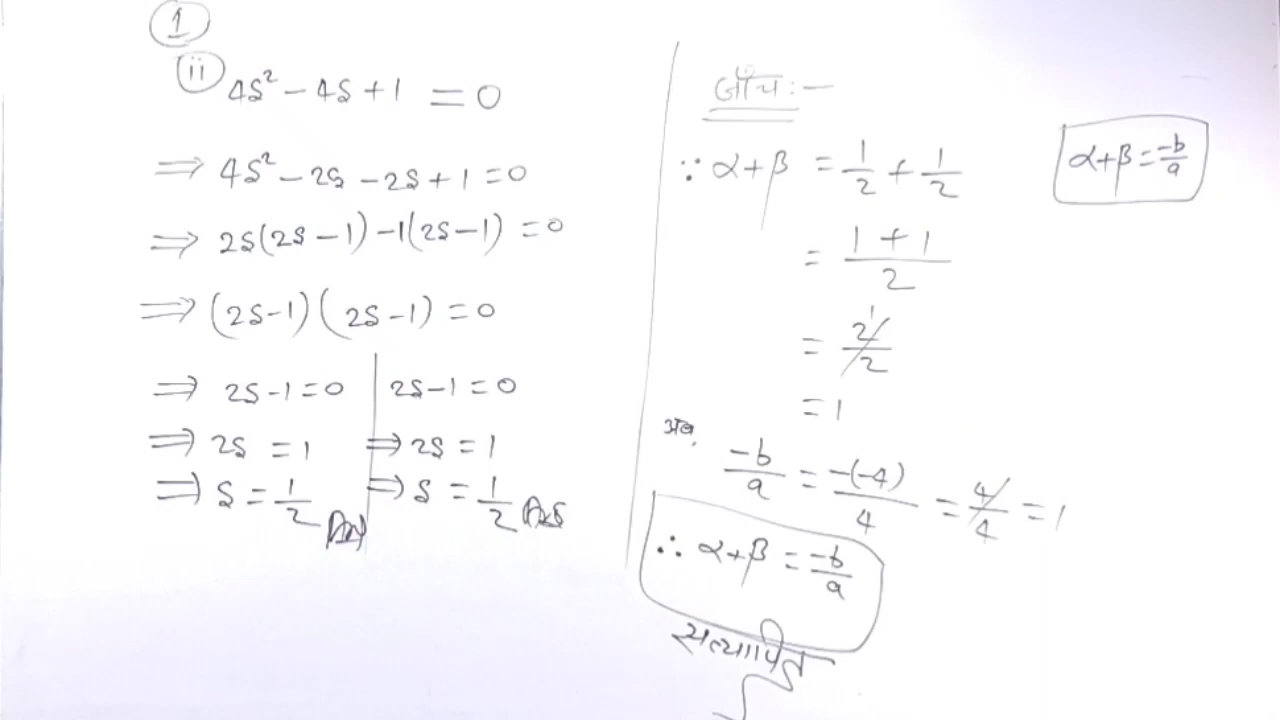 1
ii 4s² - 4s + 1 = 0
⇒ 4s² - 2s - 2s + 1 = 0
⇒ 2s(2s - 1) - 1(2s - 1) = 0
⇒ (2s - 1)(2s - 1) = 0
⇒ 2s - 1 = 0 | 2s - 1 = 0
⇒ 2s = 1 | ⇒ 2s = 1
⇒ s = 1/2 Ans | ⇒ s = 1/2 Ans
जाँच :-
∵ α+β = 1/2 + 1/2
α+β = -b/a
= (1 + 1)/2
= 2/2 1
= 1
अब,
-b/a = -(-4)/4 = 4/4 = 1
∴ α+β = -b/a
सत्यापित